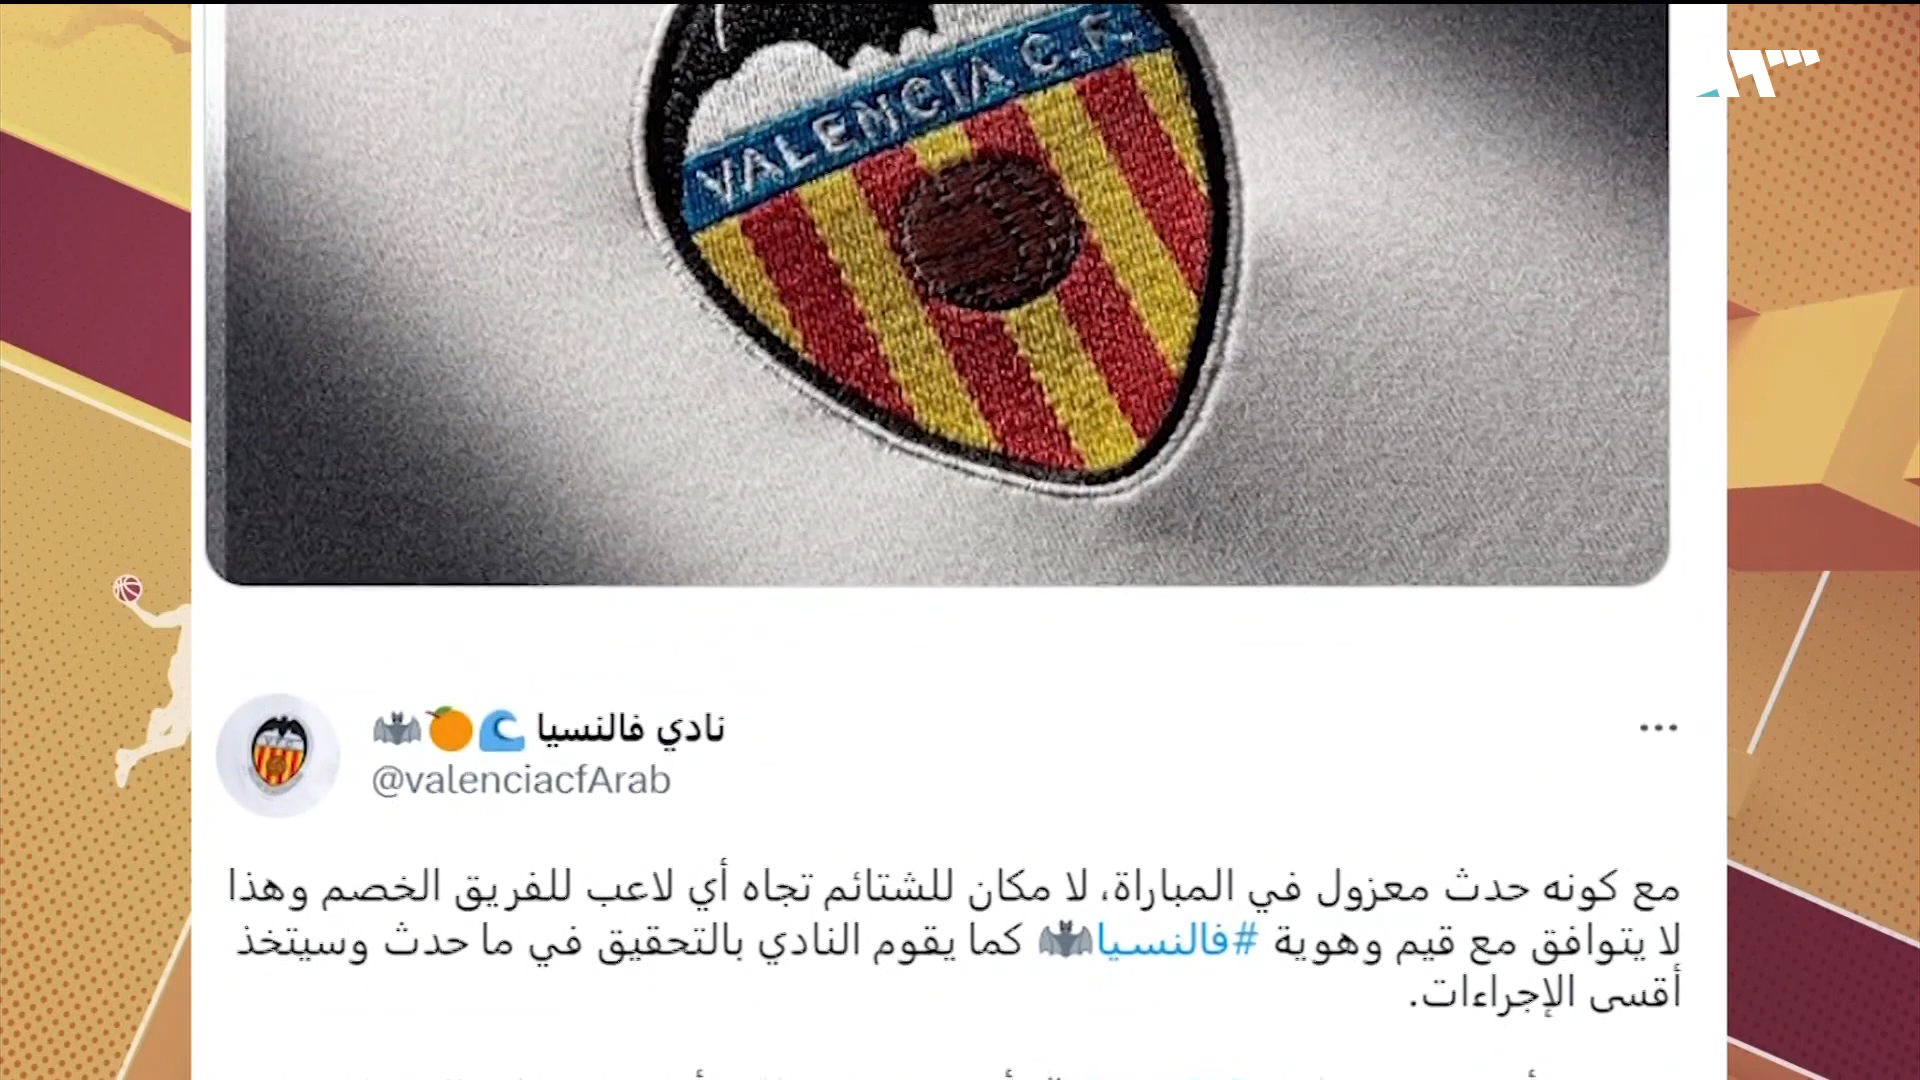 VALENCIA C.F.
نادي فالنسيا 🌊🍊🦇
@valenciacfArab
مع كونه حدث معزول في المباراة، لا مكان للشتائم تجاه أي لاعب للفريق الخصم وهذا
لا يتوافق مع قيم وهوية #فالنسيا🦇 كما يقوم النادي بالتحقيق في ما حدث وسيتخذ
أقسى الإجراءات.